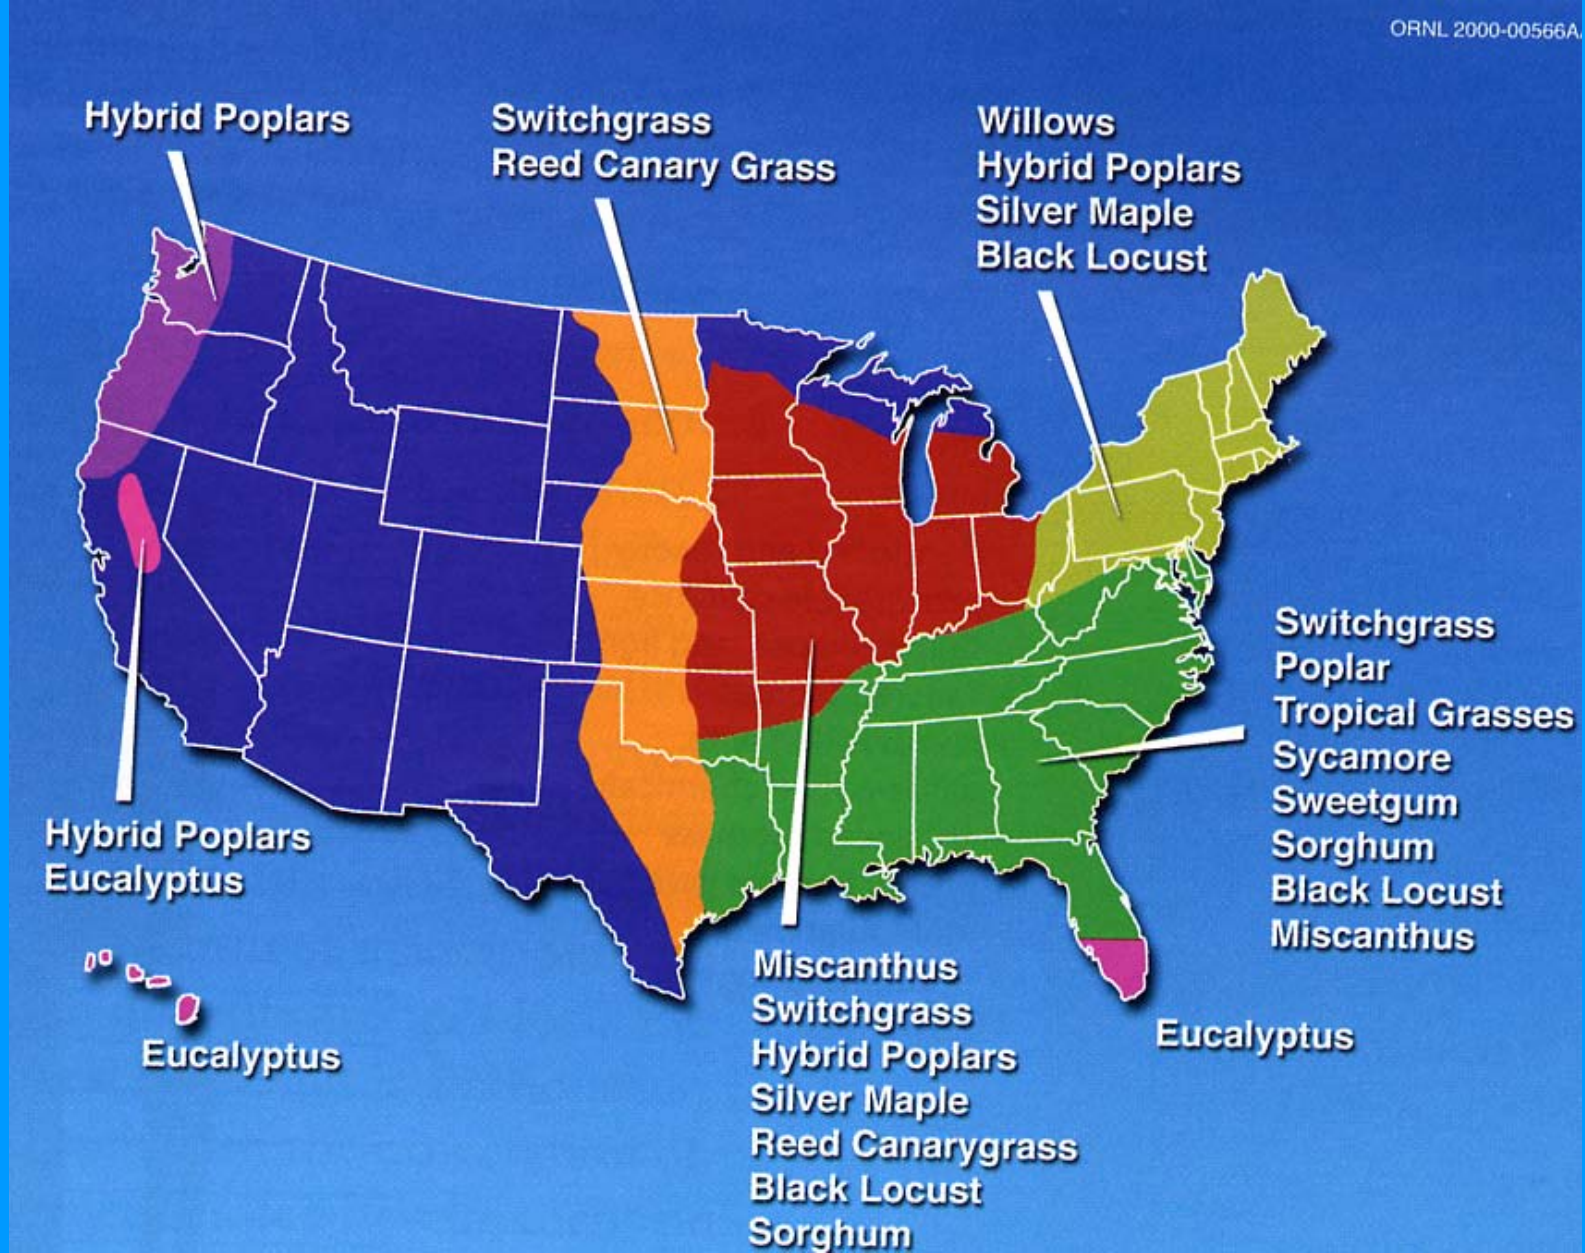 ORNL 2000-00566A
Hybrid Poplars
Switchgrass
Reed Canary Grass
Willows
Hybrid Poplars
Silver Maple
Black Locust
Switchgrass
Poplar
Tropical Grasses
Sycamore
Sweetgum
Sorghum
Black Locust
Miscanthus
Hybrid Poplars
Eucalyptus
Eucalyptus
Miscanthus
Switchgrass
Hybrid Poplars
Silver Maple
Reed Canarygrass
Black Locust
Sorghum
Eucalyptus